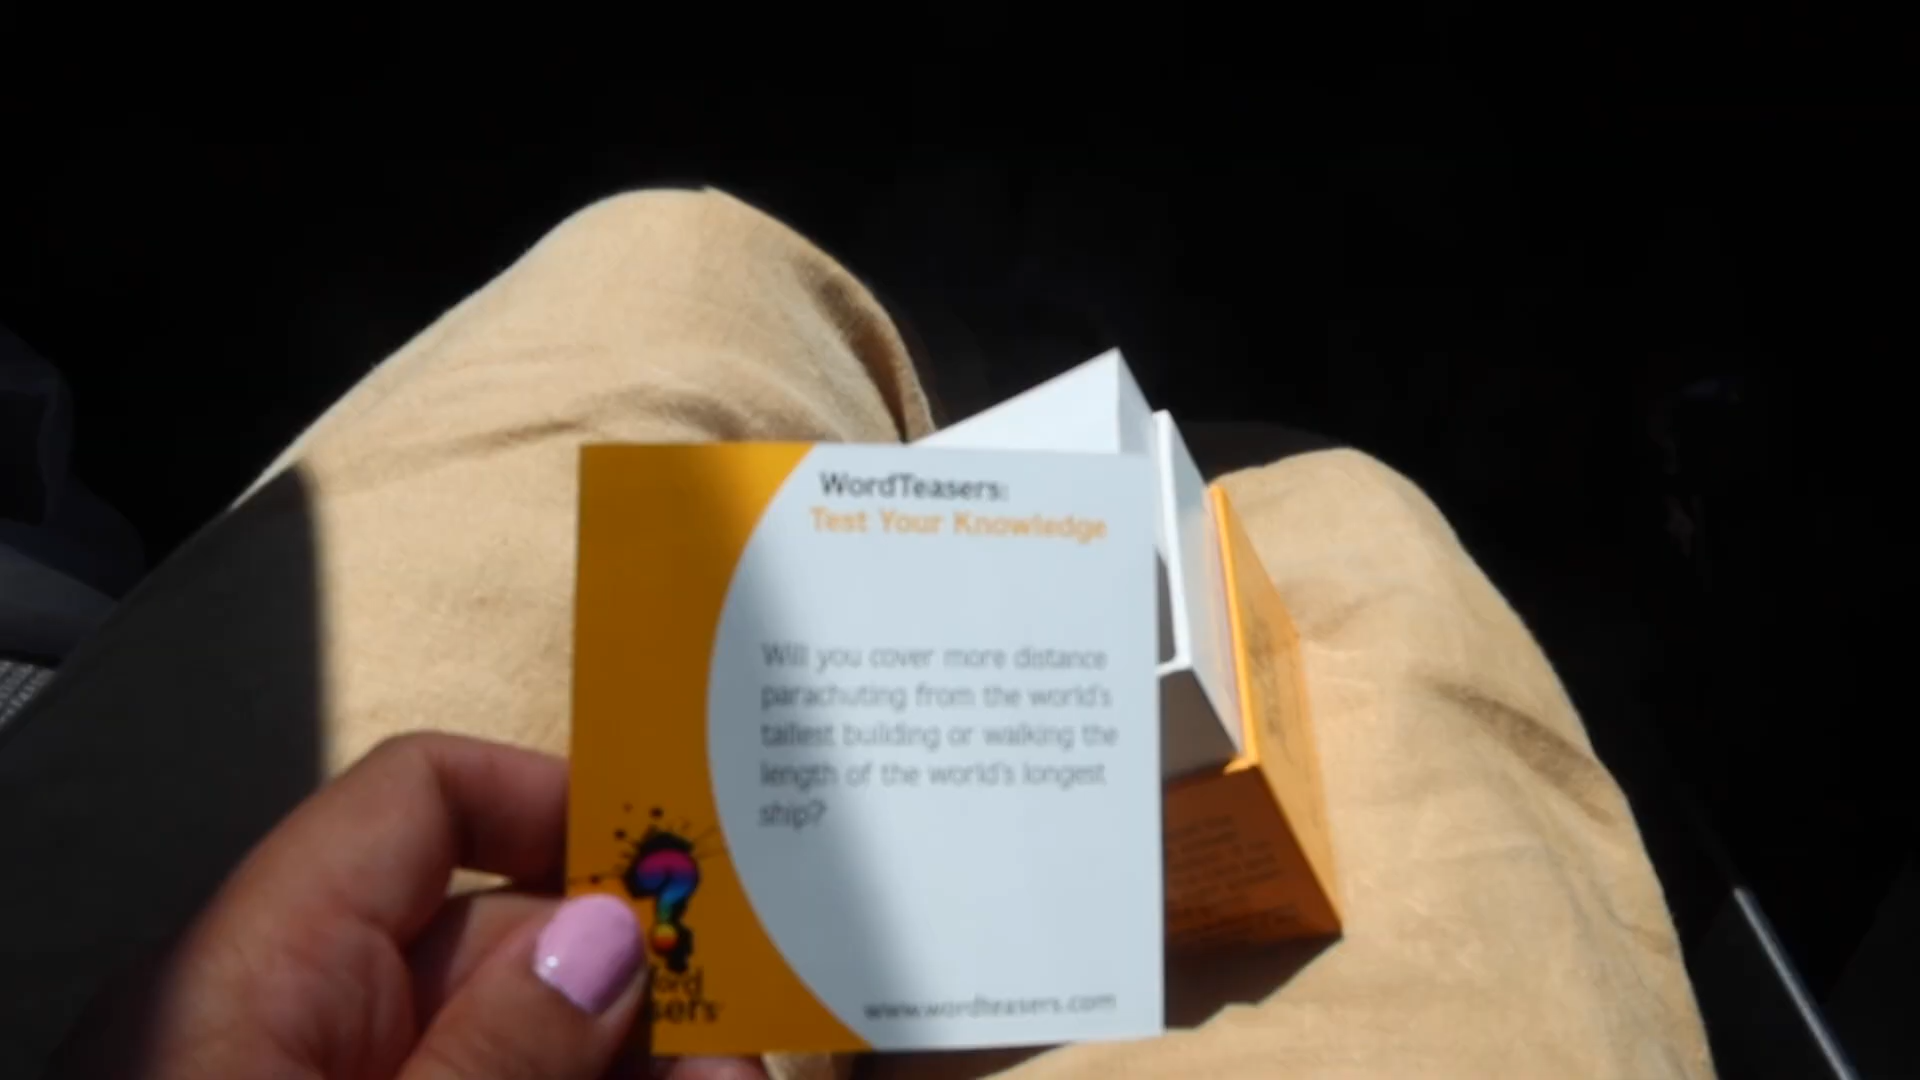 WordTeasers:
Test Your Knowledge
Will you cover more distance
parachuting from the world's
tallest building or walking the
length of the world's longest
ship?
www.wordteasers.com